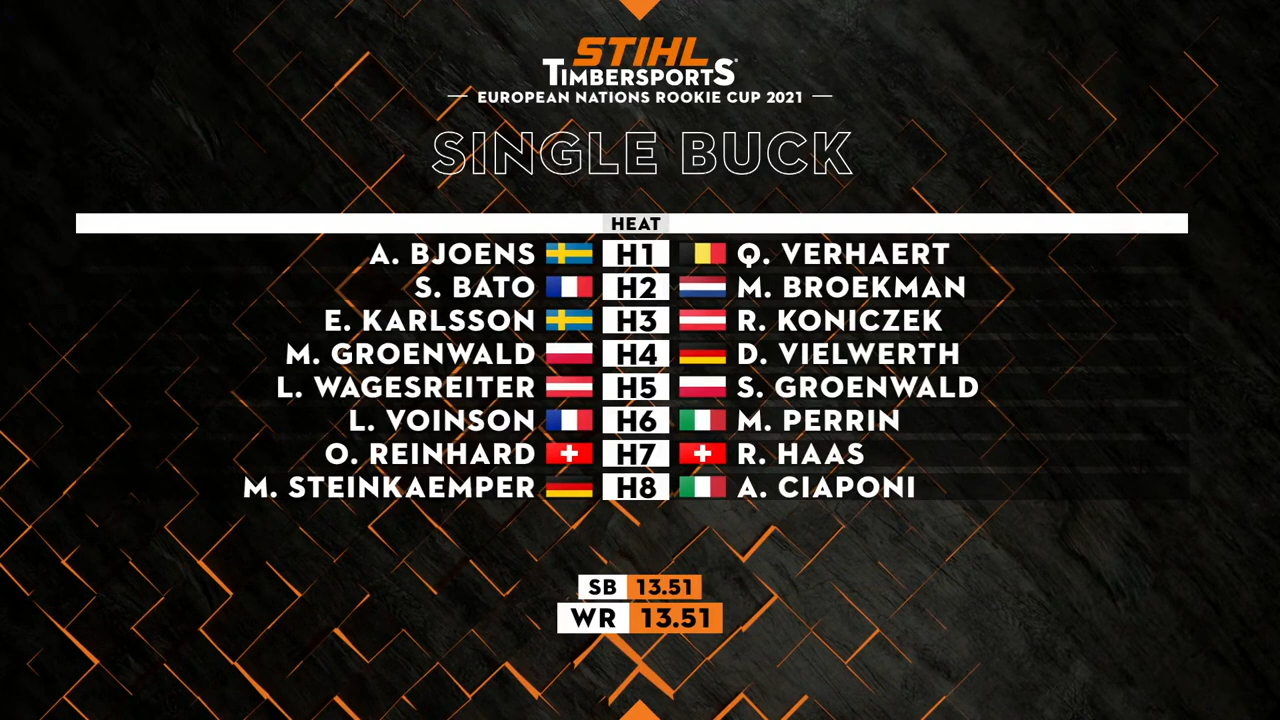 STIHL
TIMBERSPORTS®
EUROPEAN NATIONS ROOKIE CUP 2021
SINGLE BUCK
HEAT
A. BJOENS H1 Q. VERHAERT
S. BATO H2 M. BROEKMAN
E. KARLSSON H3 R. KONICZEK
M. GROENWALD H4 D. VIELWERTH
L. WAGESREITER H5 S. GROENWALD
L. VOINSON H6 M. PERRIN
O. REINHARD H7 R. HAAS
M. STEINKAEMPER H8 A. CIAPONI
SB 13.51
WR 13.51